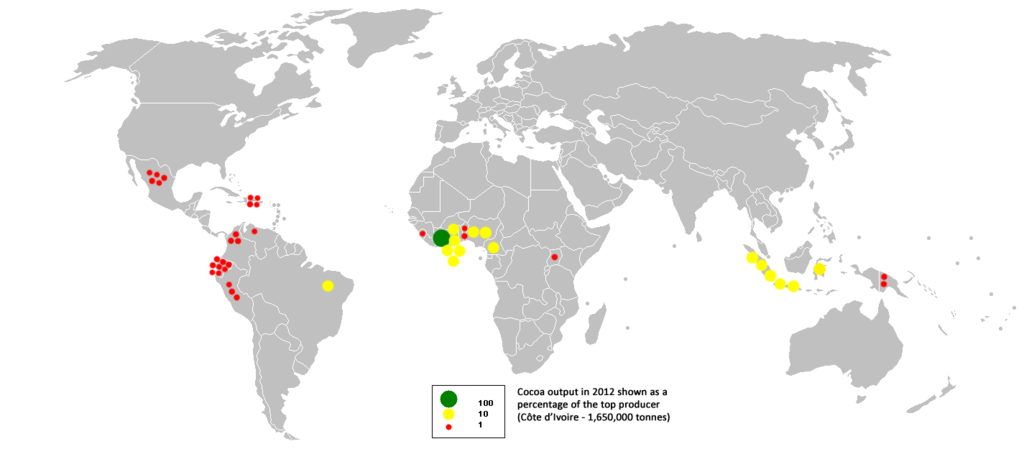 100
10
1
Cocoa output in 2012 shown as a
percentage of the top producer
(Côte d'Ivoire - 1,650,000 tonnes)